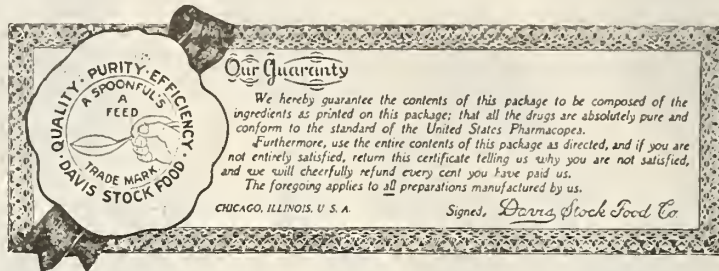 QUALITY · PURITY · EFFICIENCY ·
DAVIS STOCK FOOD ·
A SPOONFUL'S
A
FEED
TRADE MARK
Our Guaranty
We hereby guarantee the contents of this package to be composed of the
ingredients as printed on this package; that all the drugs are absolutely pure and
conform to the standard of the United States Pharmacopea.
Furthermore, use the entire contents of this package as directed, and if you are
not entirely satisfied, return this certificate telling us why you are not satisfied,
and we will cheerfully refund every cent you have paid us.
The foregoing applies to all preparations manufactured by us.
CHICAGO, ILLINOIS, U S. A.
Signed, Davis Stock Food Co.